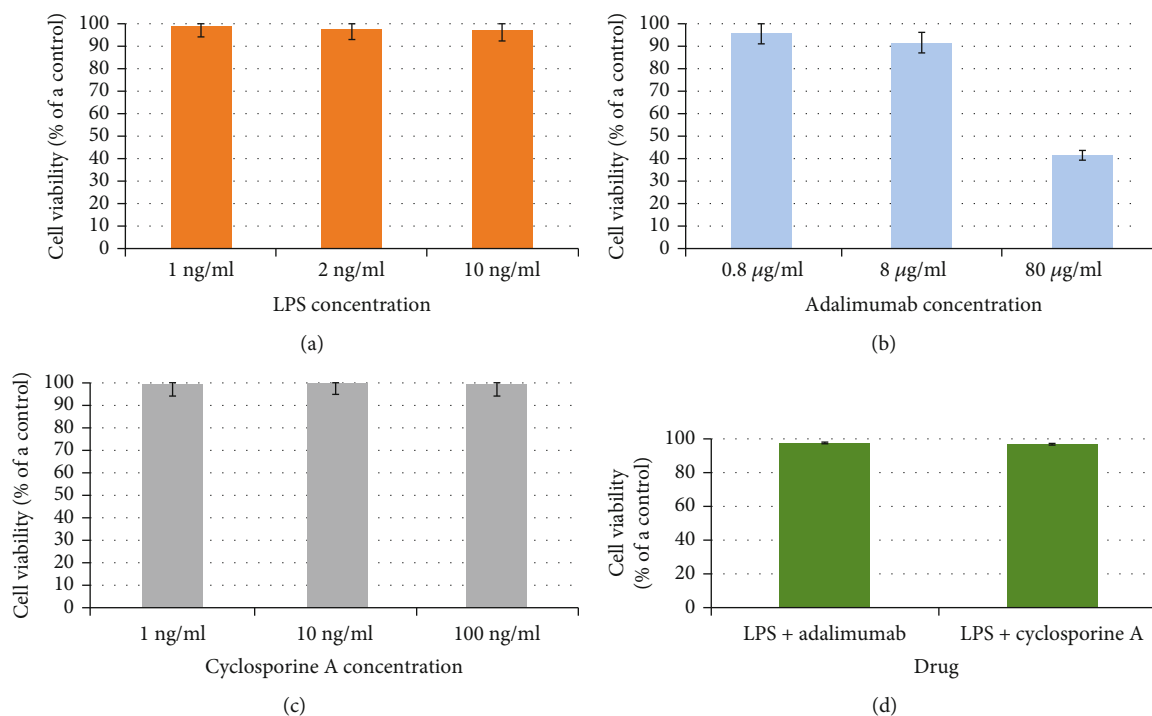 Cell viability (% of a control)
100
90
80
70
60
50
40
30
20
10
0
1 ng/ml
2 ng/ml
10 ng/ml
LPS concentration
(a)
Cell viability (% of a control)
100
90
80
70
60
50
40
30
20
10
0
0.8 μg/ml
8 μg/ml
80 μg/ml
Adalimumab concentration
(b)
Cell viability (% of a control)
100
90
80
70
60
50
40
30
20
10
0
1 ng/ml
10 ng/ml
100 ng/ml
Cyclosporine A concentration
(c)
Cell viability
(% of a control)
100
80
60
40
20
0
LPS + adalimumab
LPS + cyclosporine A
Drug
(d)